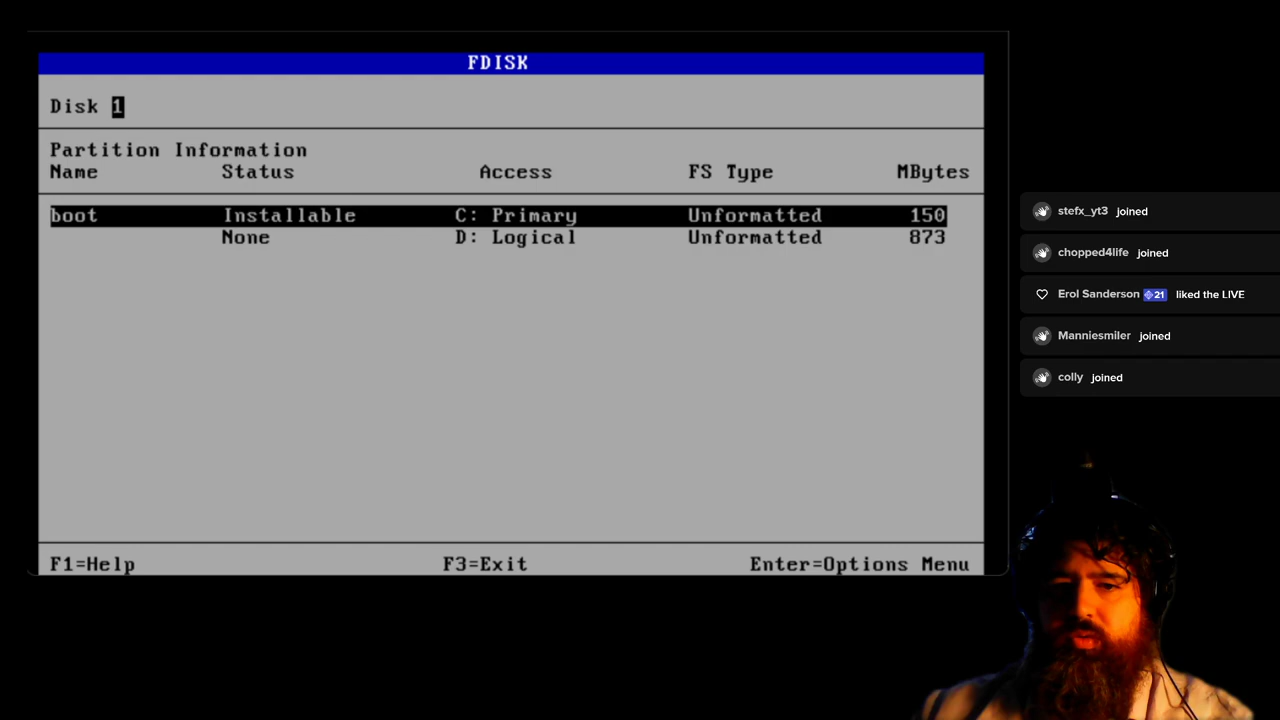 FDISK
Disk 1
Partition Information
Name Status Access FS Type MBytes
boot Installable C: Primary Unformatted 150
None D: Logical Unformatted 873
F1=Help F3=Exit Enter=Options Menu
stefx_yt3 joined
chopped4life joined
Erol Sanderson 21 liked the LIVE
Manniesmiler joined
colly joined